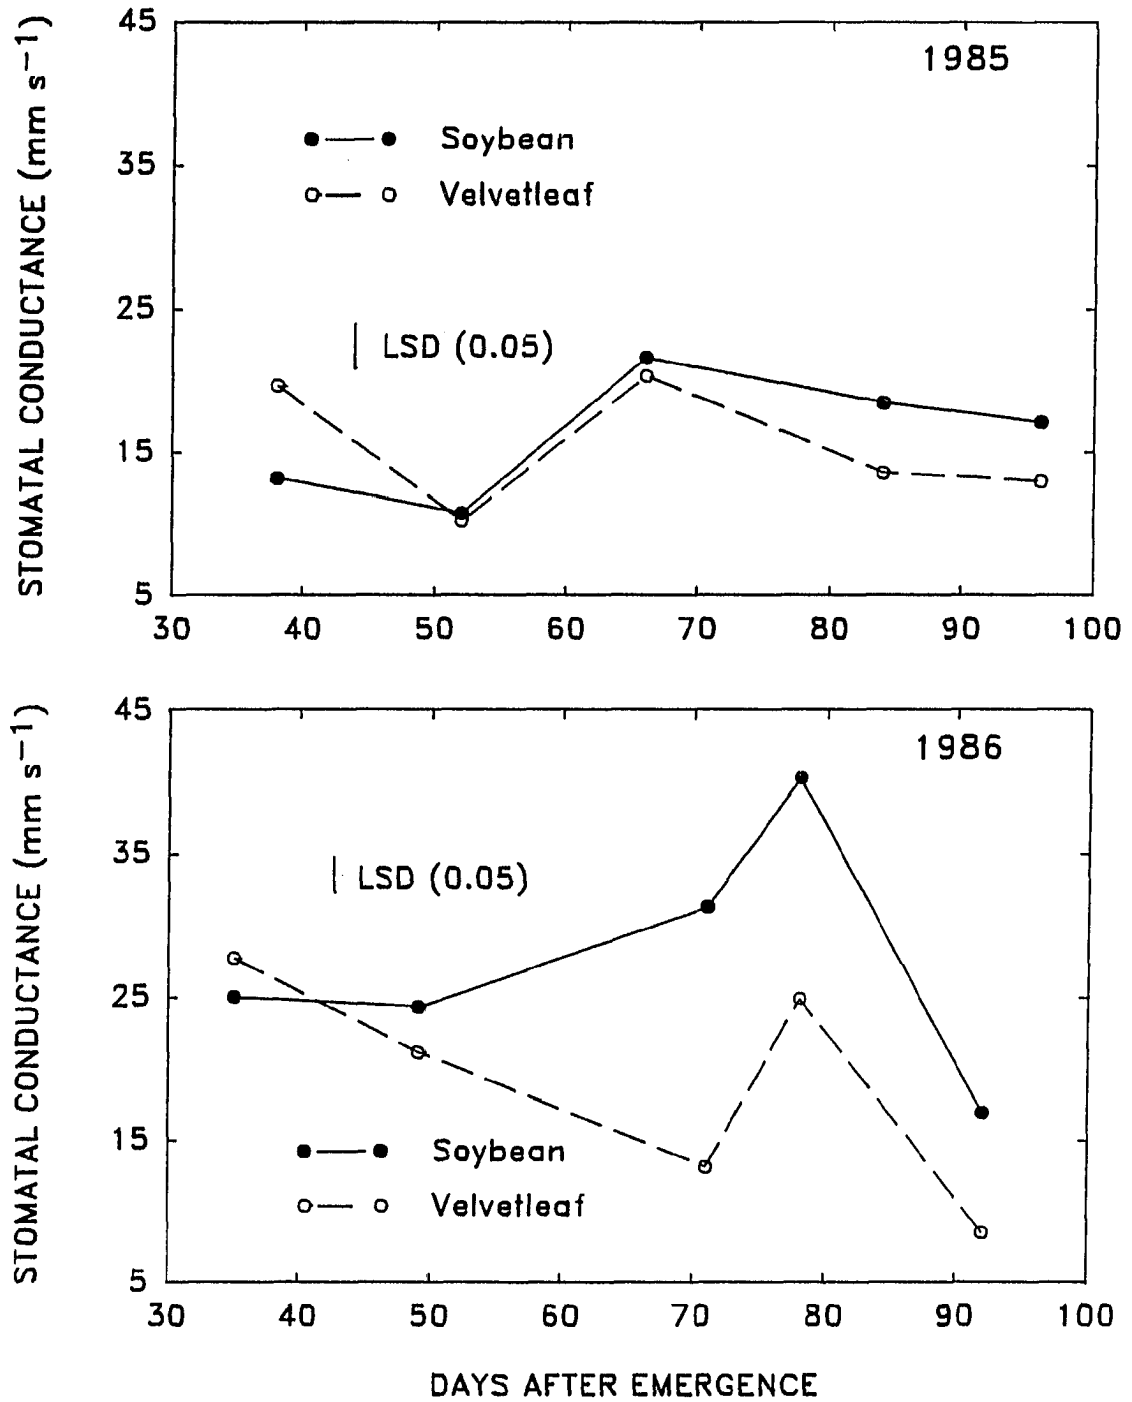 STOMATAL CONDUCTANCE (mm s⁻¹)
45
35
25
15
5
1985
Soybean
Velvetleaf
LSD (0.05)
30 40 50 60 70 80 90 100
STOMATAL CONDUCTANCE (mm s⁻¹)
45
35
25
15
5
1986
LSD (0.05)
Soybean
Velvetleaf
30 40 50 60 70 80 90 100
DAYS AFTER EMERGENCE